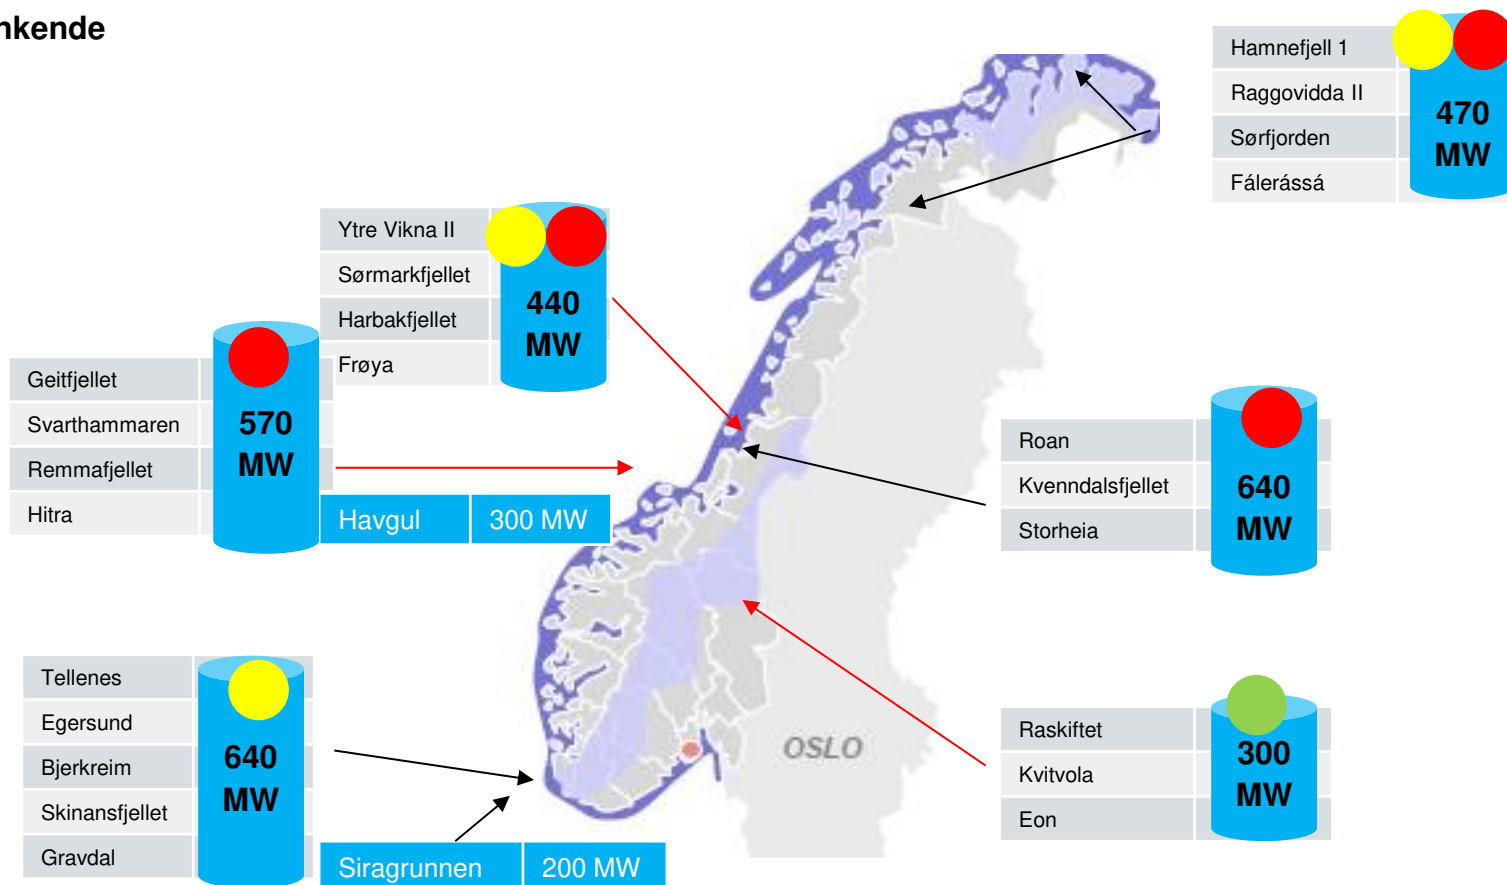 nkende
Hamnefjell 1
Raggovidda II
Sørfjorden
Fálerássá
470
MW
Ytre Vikna II
Sørmarkfjellet
Harbakfjellet
Frøya
440
MW
Geitfjellet
Svarthammaren
Remmafjellet
Hitra
570
MW
Havgul 300 MW
Roan
Kvenndalsfjellet
Storheia
640
MW
Tellenes
Egersund
Bjerkreim
Skinansfjellet
Gravdal
640
MW
Siragrunnen 200 MW
OSLO
Raskiftet
Kvitvola
Eon
300
MW